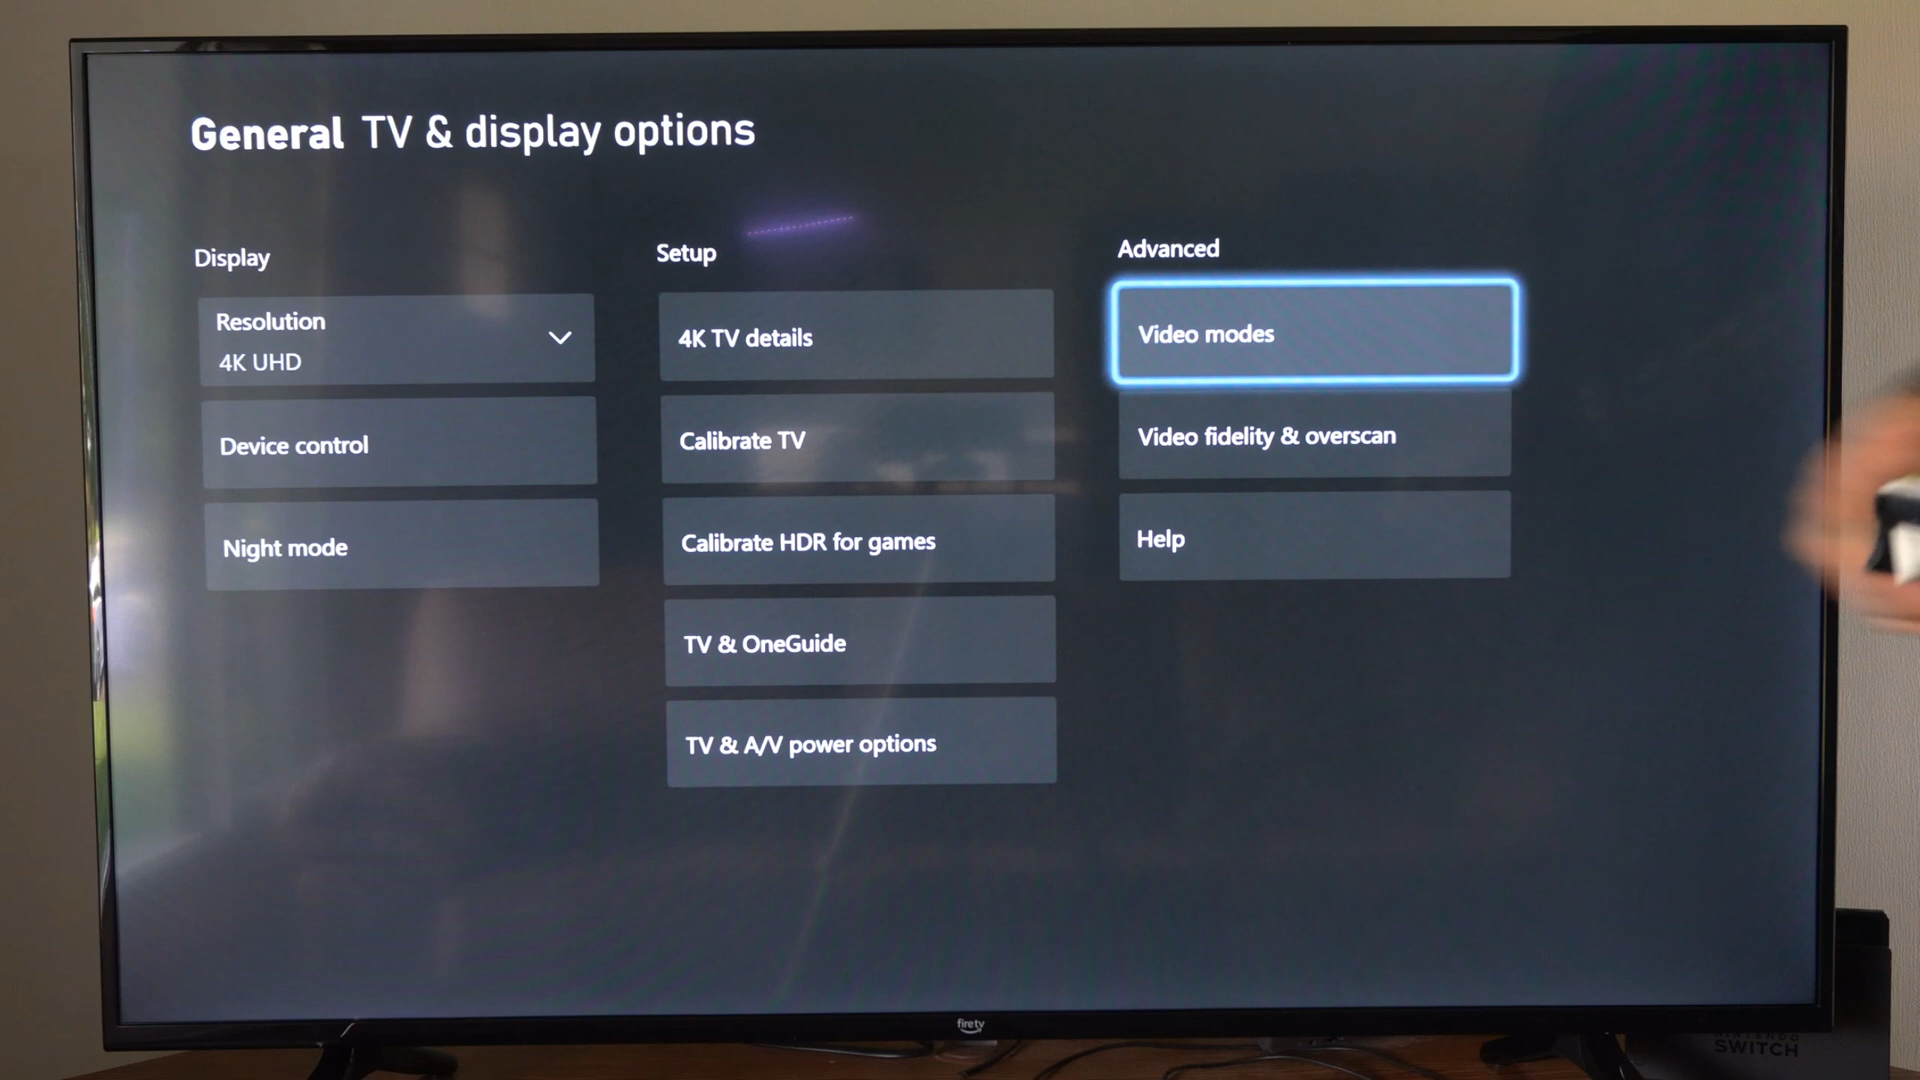 General TV & display options
Display
Resolution
4K UHD
Device control
Night mode
Setup
4K TV details
Calibrate TV
Calibrate HDR for games
TV & OneGuide
TV & A/V power options
Advanced
Video modes
Video fidelity & overscan
Help
firetv
NINTENDO
SWITCH